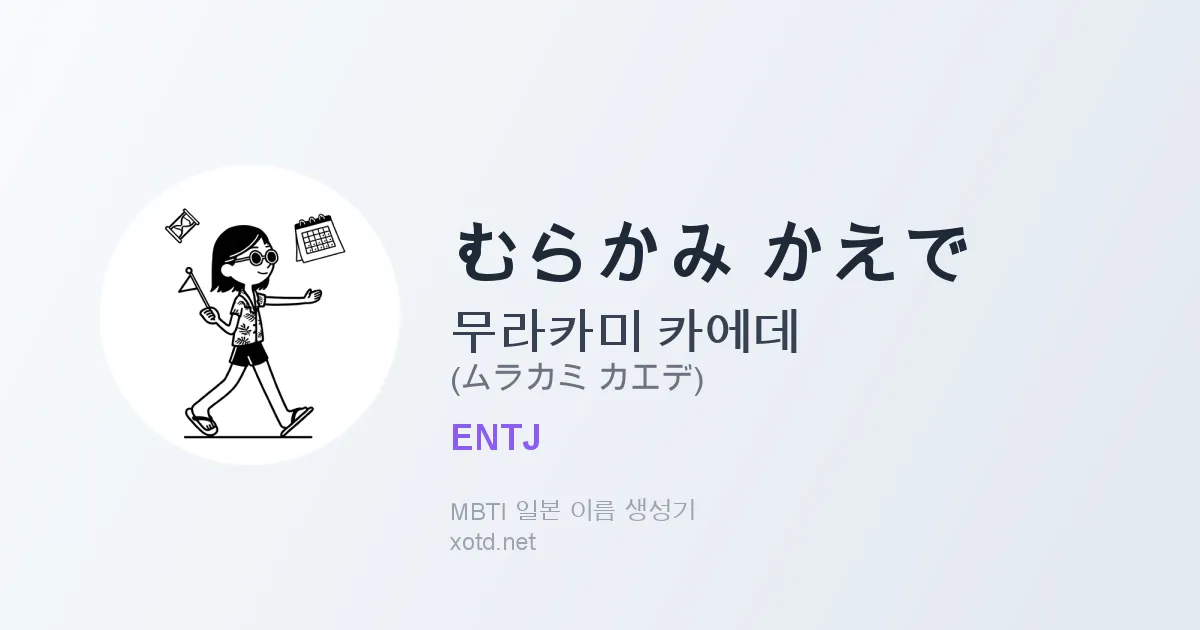 むらかみ かえで
무라카미 카에데
(ムラカミ カエデ)
ENTJ
MBTI 일본 이름 생성기
xotd.net